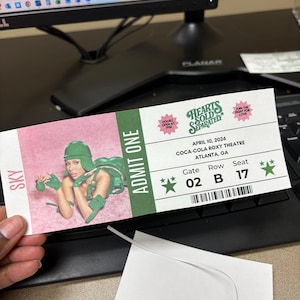 PLANAR
SKY
ADMIT ONE
HEARTS
SOLD
SEPARATELY
APRIL 10, 2024
COCA-COLA ROXY THEATRE
ATLANTA, GA
Gate Row Seat
02 B 17